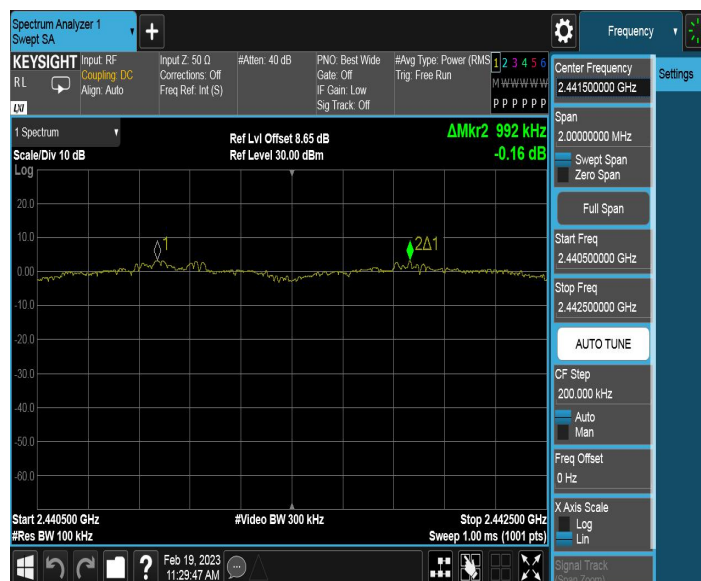 Spectrum Analyzer 1
Swept SA
+
Frequency
KEYSIGHT
RL
LXI
Input: RF
Coupling: DC
Align: Auto
Input Z: 50 Ω
Corrections: Off
Freq Ref: Int (S)
#Atten: 40 dB
PNO: Best Wide
Gate: Off
IF Gain: Low
Sig Track: Off
#Avg Type: Power (RMS
Trig: Free Run
1 2 3 4 5 6
M W W W W W
P P P P P P
1 Spectrum
Scale/Div 10 dB
Log
Ref Lvl Offset 8.65 dB
Ref Level 30.00 dBm
ΔMkr2 992 kHz
-0.16 dB
20.0
10.0
0.00
-10.0
-20.0
-30.0
-40.0
-50.0
-60.0
1
2Δ1
Start 2.440500 GHz
#Res BW 100 kHz
#Video BW 300 kHz
Stop 2.442500 GHz
Sweep 1.00 ms (1001 pts)
Feb 19, 2023
11:29:47 AM
?
Center Frequency
2.441500000 GHz
Settings
Span
2.00000000 MHz
Swept Span
Zero Span
Full Span
Start Freq
2.440500000 GHz
Stop Freq
2.442500000 GHz
AUTO TUNE
CF Step
200.000 kHz
Auto
Man
Freq Offset
0 Hz
X Axis Scale
Log
Lin
Signal Track
(Span Zoom)